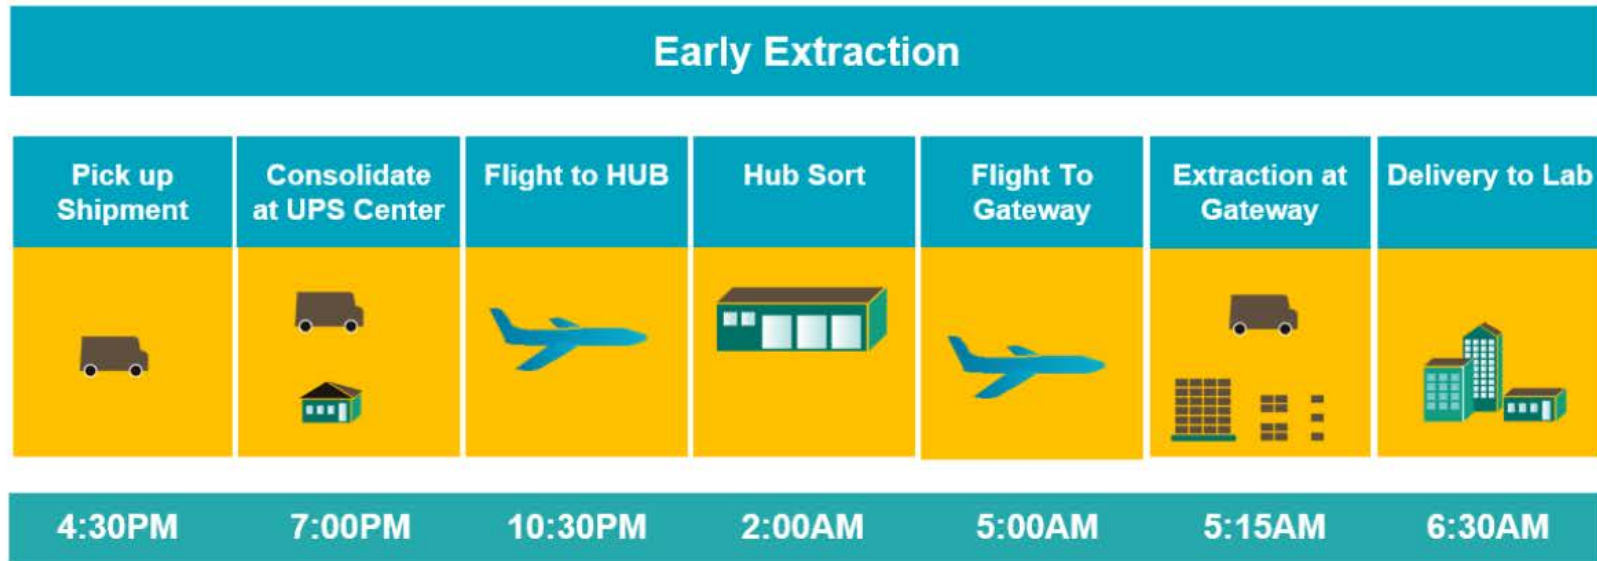 Early Extraction
Pick up
Shipment
Consolidate
at UPS Center
Flight to HUB
Hub Sort
Flight To
Gateway
Extraction at
Gateway
Delivery to Lab
4:30PM
7:00PM
10:30PM
2:00AM
5:00AM
5:15AM
6:30AM